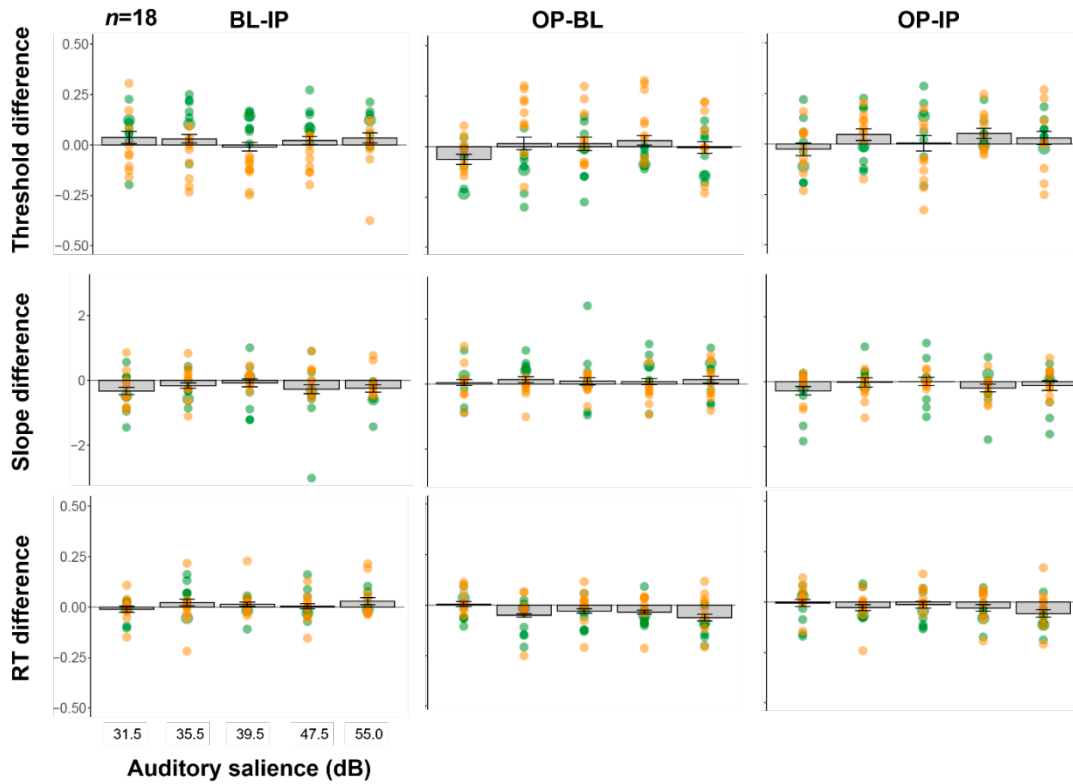 n=18 BL-IP OP-BL OP-IP
Threshold difference
0.50
0.25
0.00
-0.25
-0.50
Slope difference
2
0
-2
RT difference
0.50
0.25
0.00
-0.25
-0.50
31.5 35.5 39.5 47.5 55.0
Auditory salience (dB)